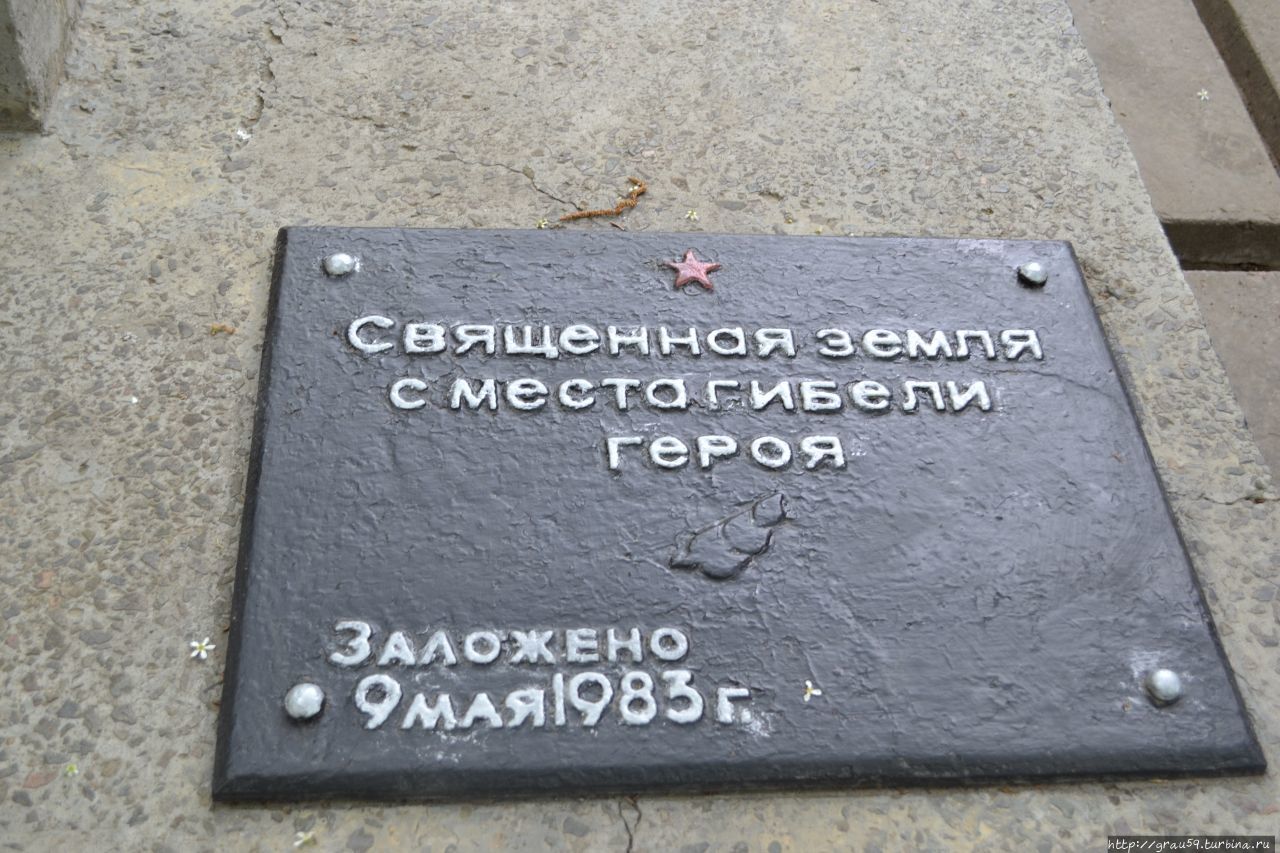 Священная земля
с места гибели
героя
Заложено
9 мая 1983 г.
http://grau59.turbina.ru